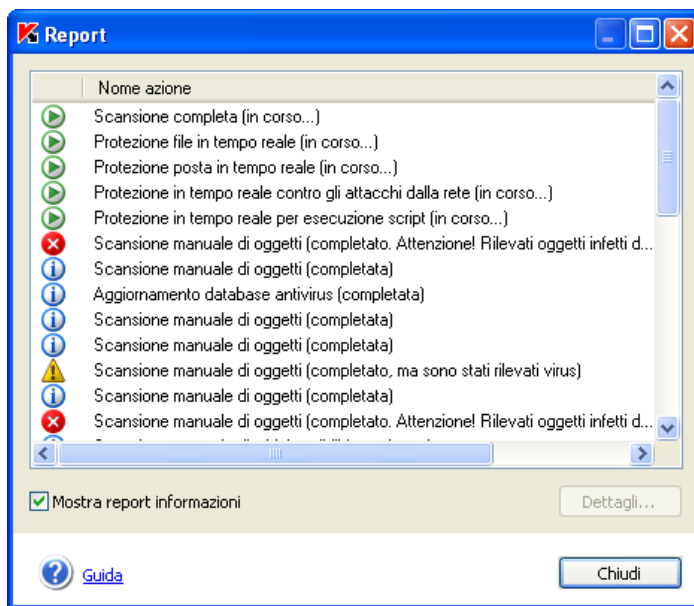 Report
Nome azione
Scansione completa (in corso...)
Protezione file in tempo reale (in corso...)
Protezione posta in tempo reale (in corso...)
Protezione in tempo reale contro gli attacchi dalla rete (in corso...)
Protezione in tempo reale per esecuzione script (in corso...)
Scansione manuale di oggetti (completato. Attenzione! Rilevati oggetti infetti d...
Scansione manuale di oggetti (completata)
Aggiornamento database antivirus (completata)
Scansione manuale di oggetti (completata)
Scansione manuale di oggetti (completata)
Scansione manuale di oggetti (completato, ma sono stati rilevati virus)
Scansione manuale di oggetti (completata)
Scansione manuale di oggetti (completato. Attenzione! Rilevati oggetti infetti d...
Mostra report informazioni
Dettagli...
Guida
Chiudi